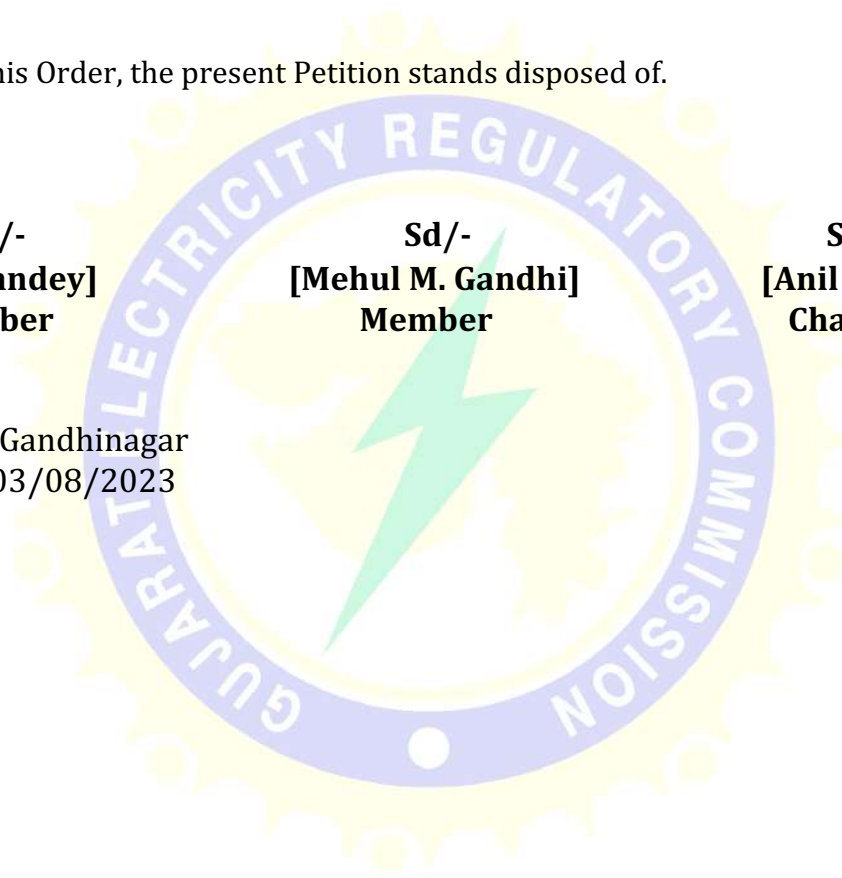 his Order, the present Petition stands disposed of.
/- Sd/- S
ndey] [Mehul M. Gandhi] [Anil
ber Member Cha
Gandhinagar
03/08/2023
GUJARAT ELECTRICITY REGULATORY COMMISSION